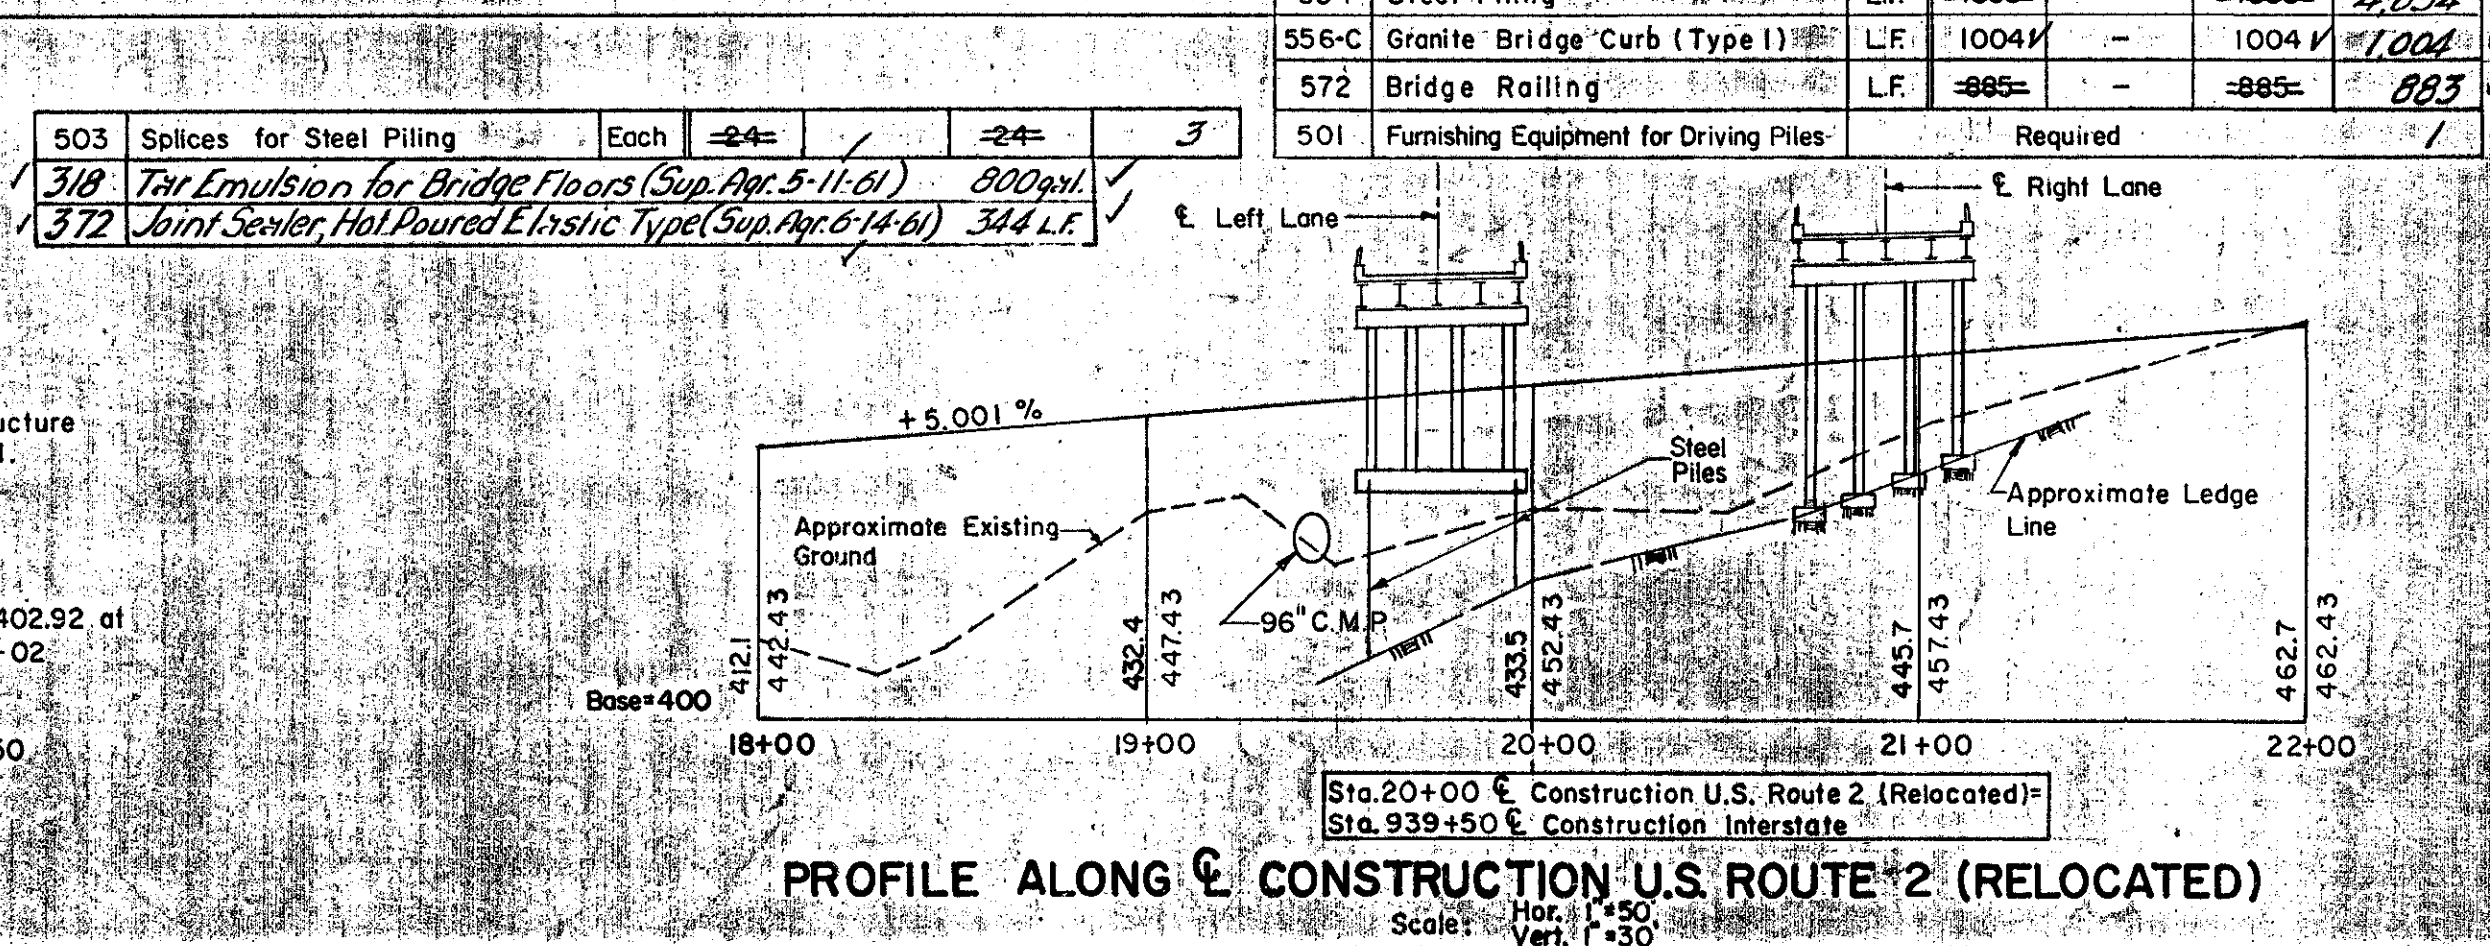 556-C Granite Bridge Curb (Type 1) L.F. 1004✓ - 1004✓ 1,004
572 Bridge Railing L.F. 885 - 885 883
501 Furnishing Equipment for Driving Piles Required 1
503 Splices for Steel Piling Each 24 24 3
✓ 318 Tar Emulsion for Bridge Floors (Sup. Agr. 5-11-61) 800 gal. ✓
✓ 372 Joint Sealer, Hot Poured Elastic Type (Sup. Agr. 6-14-61) 344 L.F. ✓
℄ Left Lane
℄ Right Lane
+5.001 %
Steel
Piles
Approximate Existing
Ground
Approximate Ledge
Line
96" C.M.P.
402.92 at
02
Base=400
412.1
442.43
432.4
447.43
433.5
452.43
445.7
457.43
462.7
462.43
18+00 19+00 20+00 21+00 22+00
Sta. 20+00 ℄ Construction U.S. Route 2 (Relocated)=
Sta. 939+50 ℄ Construction Interstate
PROFILE ALONG ℄ CONSTRUCTION U.S. ROUTE 2 (RELOCATED)
Scale: Hor. 1"=50'
Vert. 1"=30'